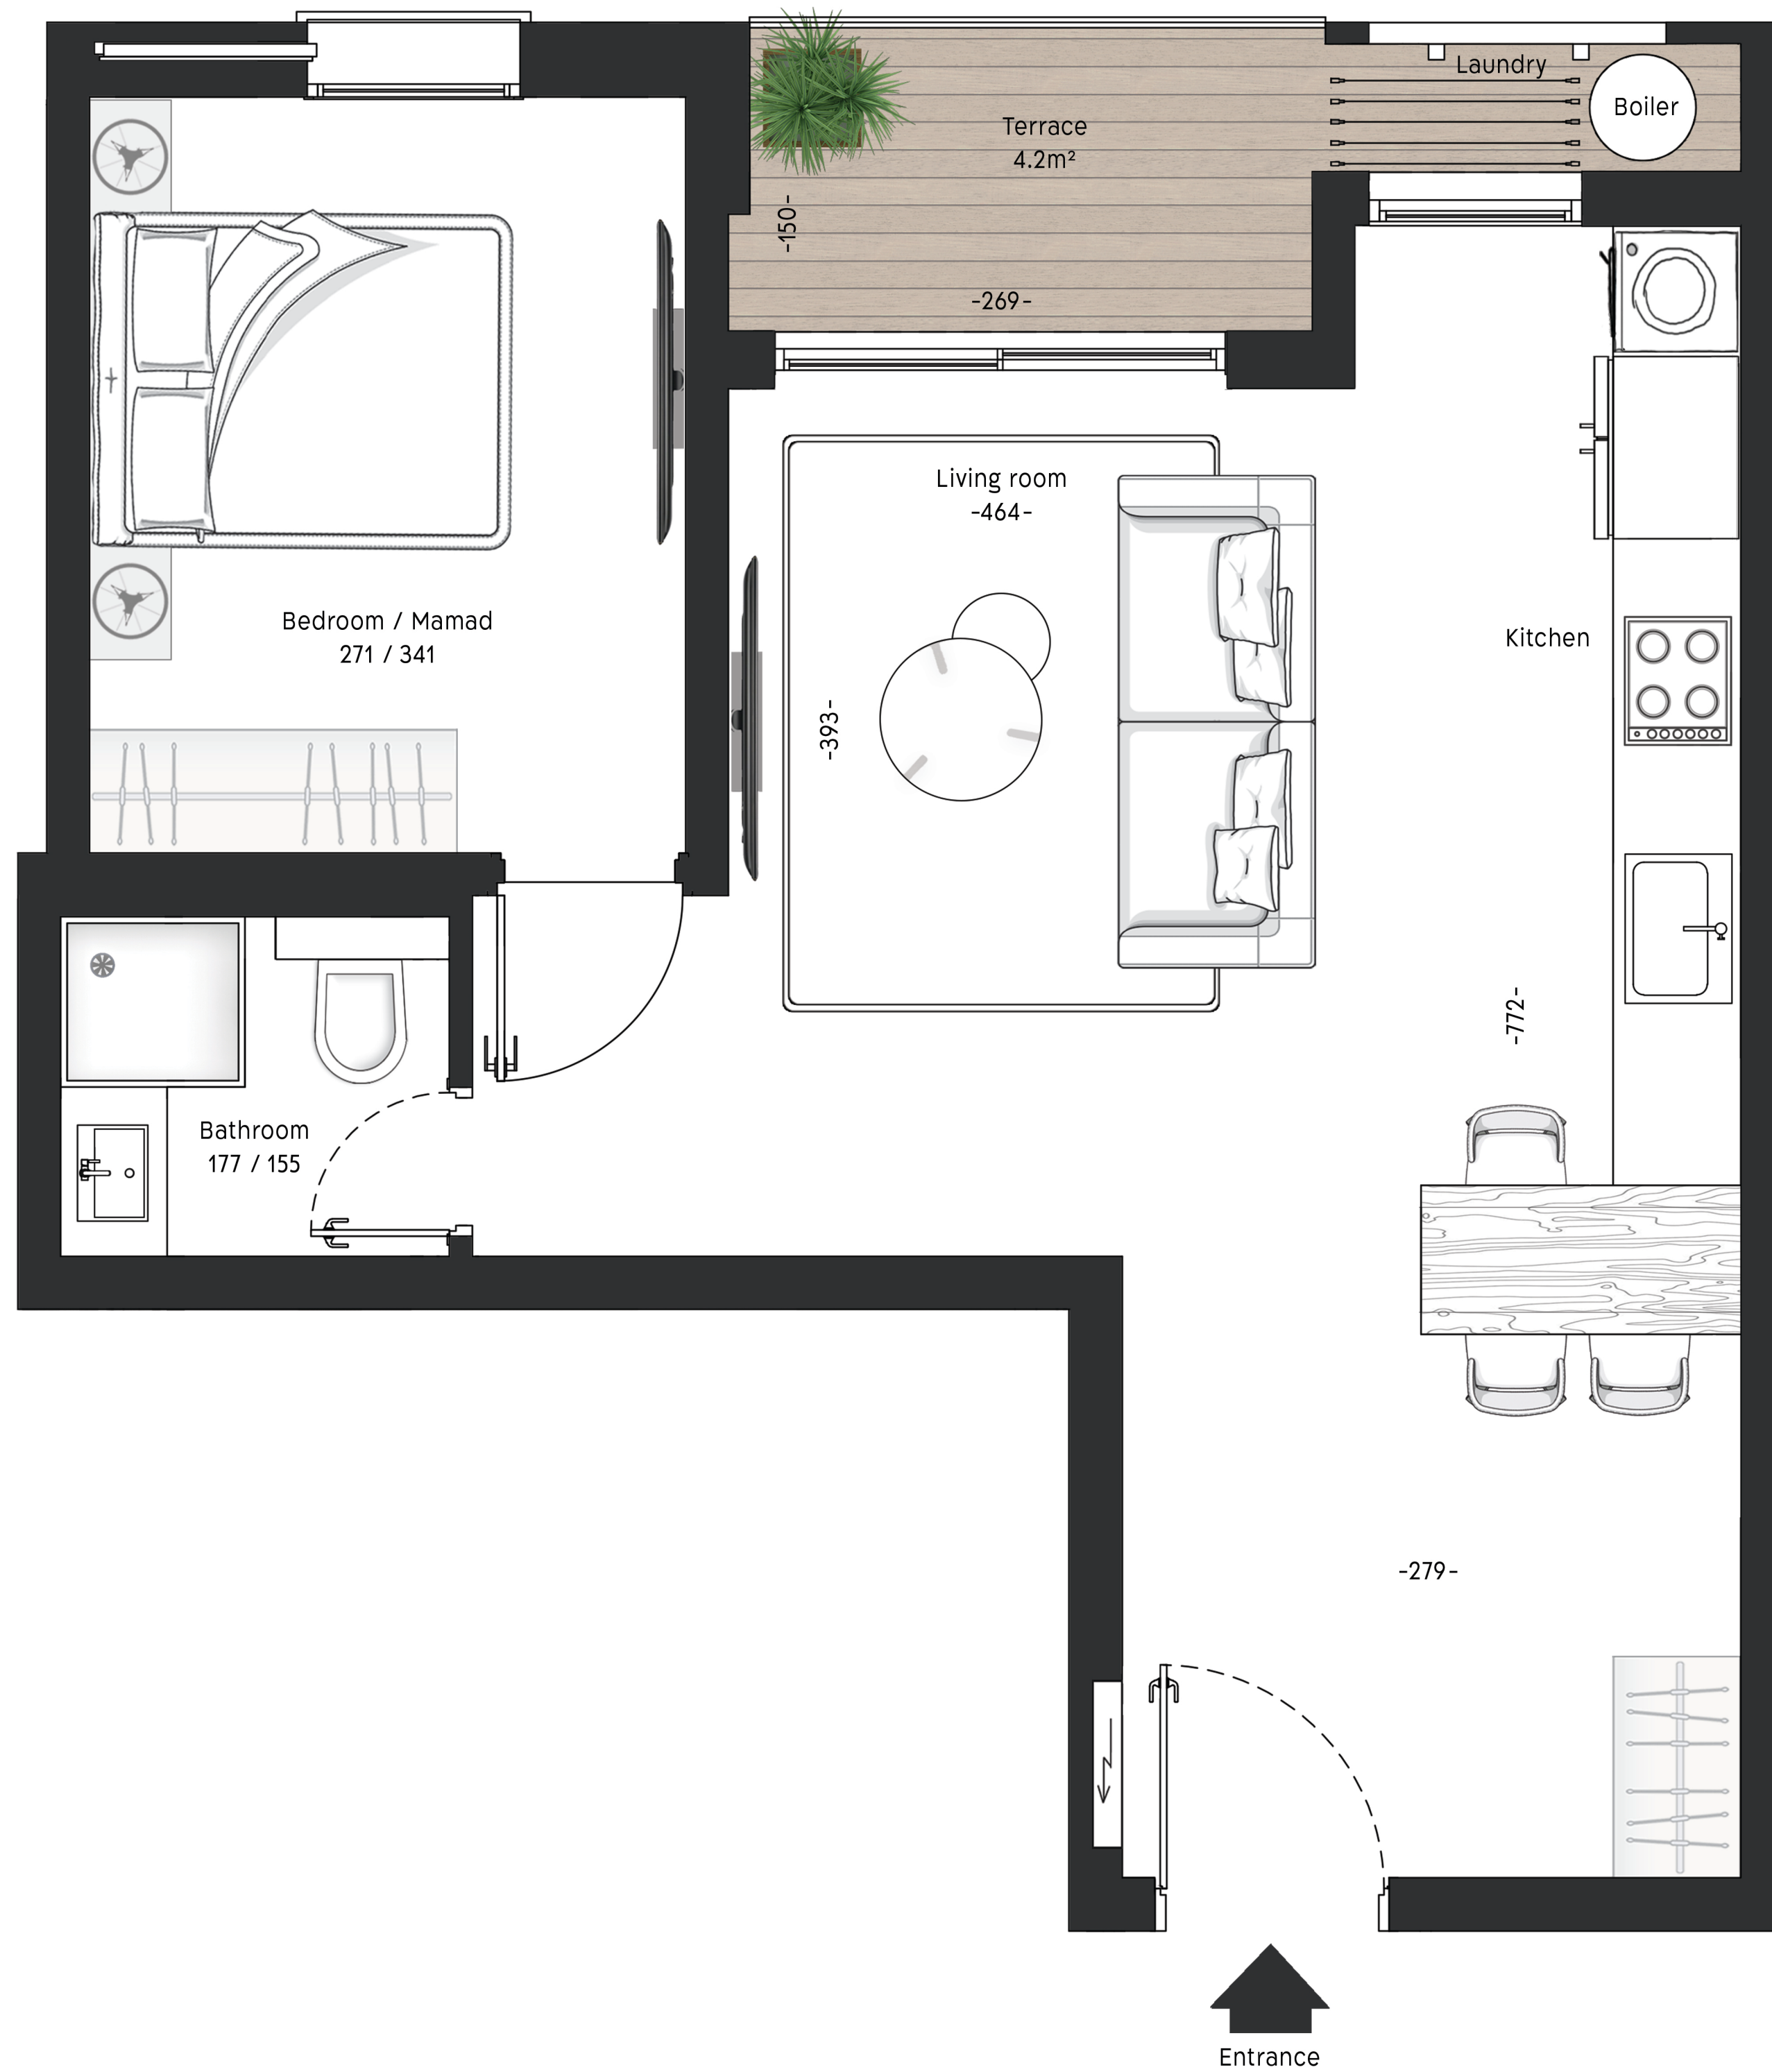 Laundry
Boiler
Terrace
4.2m²
-150-
-269-
Living room
-464-
Bedroom / Mamad
271 / 341
Kitchen
-393-
-772-
Bathroom
177 / 155
-279-
Entrance